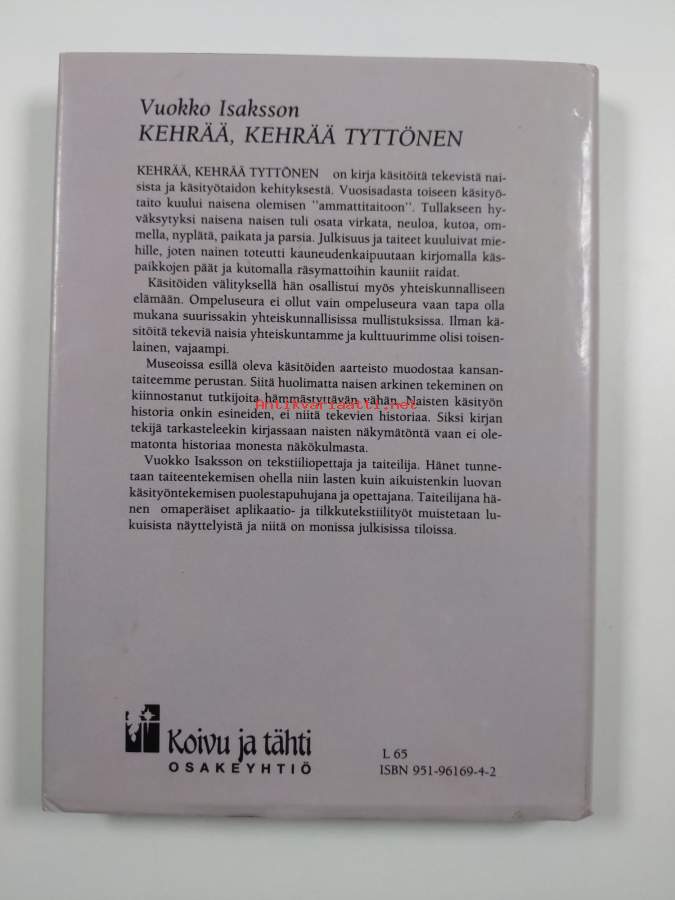 Vuokko Isaksson
KEHRÄÄ, KEHRÄÄ TYTTÖNEN
KEHRÄÄ, KEHRÄÄ TYTTÖNEN on kirja käsitöitä tekevistä nai-
sista ja käsityötaidon kehityksestä. Vuosisadasta toiseen käsityö-
taito kuului naisena olemisen "ammattitaitoon". Tullakseen hy-
väksytyksi naisena naisen tuli osata virkata, neuloa, kutoa, om-
mella, nyplätä, paikata ja parsia. Julkisuus ja taiteet kuuluivat mie-
hille, joten nainen toteutti kauneudenkaipuutaan kirjomalla käs-
paikkojen päät ja kutomalla räsymattoihin kauniit raidat.
Käsitöiden välityksellä hän osallistui myös yhteiskunnalliseen
elämään. Ompeluseura ei ollut vain ompeluseura vaan tapa olla
mukana suurissakin yhteiskunnallisissa mullistuksissa. Ilman kä-
sitöitä tekeviä naisia yhteiskuntamme ja kulttuurimme olisi toisen-
lainen, vajaampi.
Museoissa esillä oleva käsitöiden aarteisto muodostaa kansan-
taiteemme perustan. Siitä huolimatta naisen arkinen tekeminen on
kiinnostanut tutkijoita hämmästyttävän vähän. Naisten käsityön
Antikvariaatti.net
historia onkin esineiden, ei niitä tekevien historiaa. Siksi kirjan
tekijä tarkasteleekin kirjassaan naisten näkymätöntä vaan ei ole-
matonta historiaa monesta näkökulmasta.
Vuokko Isaksson on tekstiiliopettaja ja taiteilija. Hänet tunne-
taan taiteentekemisen ohella niin lasten kuin aikuistenkin luovan
käsityöntekemisen puolestapuhujana ja opettajana. Taiteilijana hä-
nen omaperäiset aplikaatio- ja tilkkutekstiilityöt muistetaan lu-
kuisista näyttelyistä ja niitä on monissa julkisissa tiloissa.
Koivu ja tähti
OSAKEYHTIÖ
L 65
ISBN 951-96169-4-2